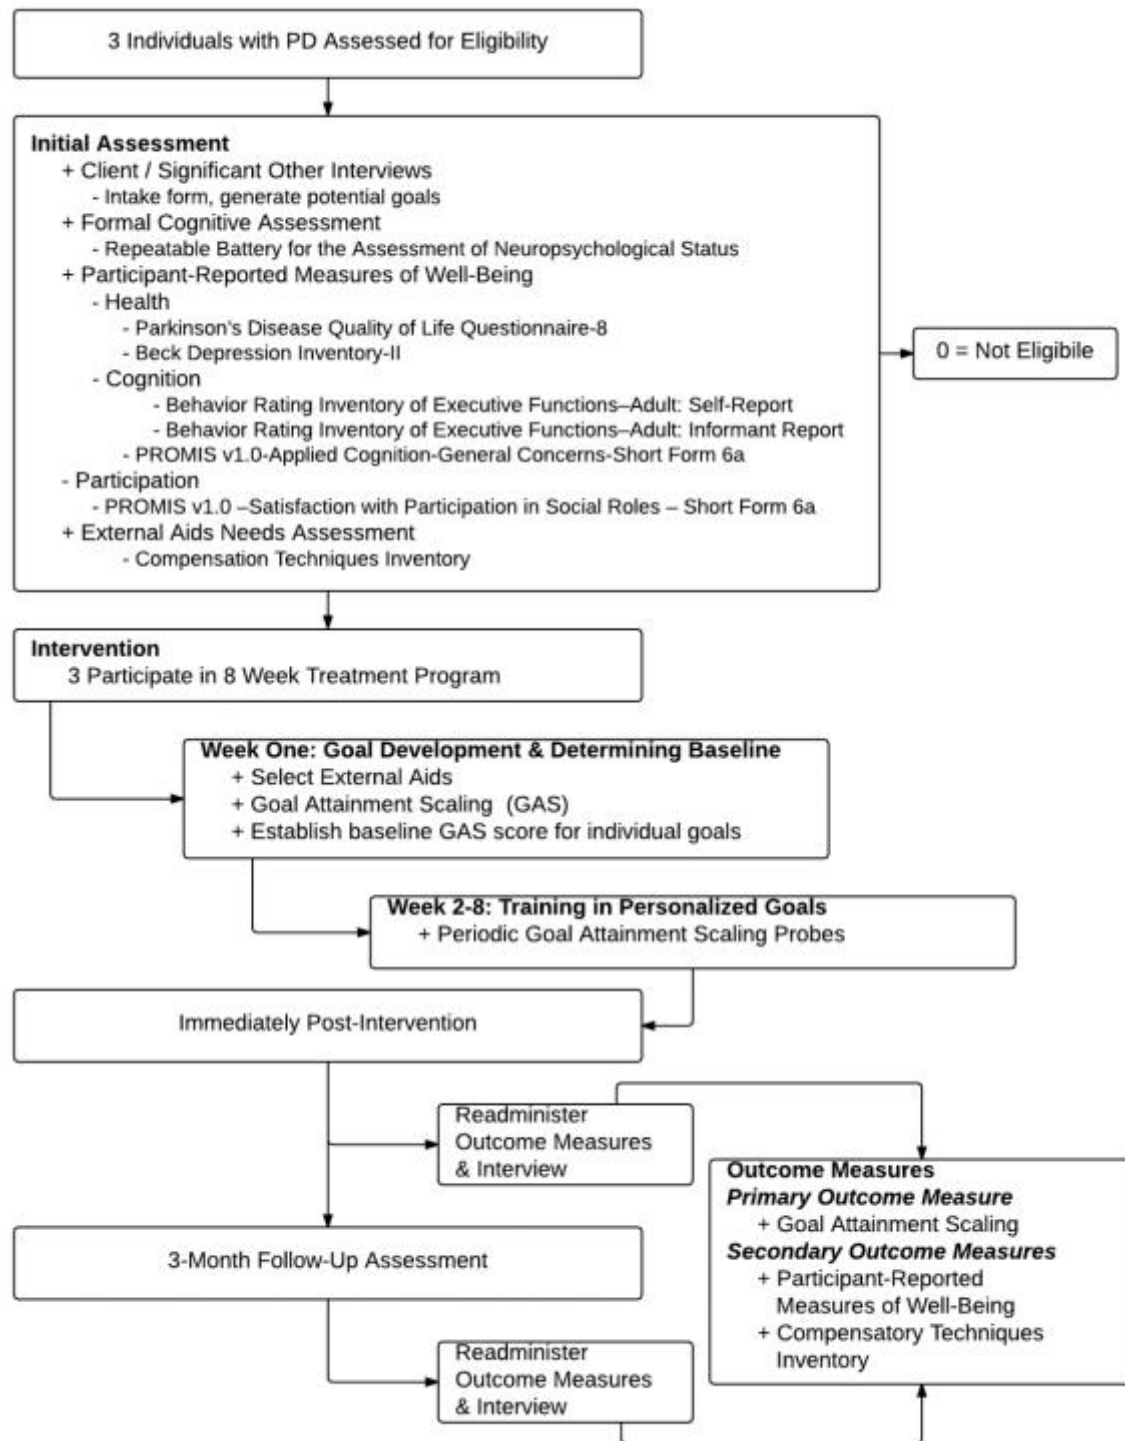 3 Individuals with PD Assessed for Eligibility
Initial Assessment
+ Client / Significant Other Interviews
- Intake form, generate potential goals
+ Formal Cognitive Assessment
- Repeatable Battery for the Assessment of Neuropsychological Status
+ Participant-Reported Measures of Well-Being
- Health
- Parkinson's Disease Quality of Life Questionnaire-8
- Beck Depression Inventory-II
- Cognition
- Behavior Rating Inventory of Executive Functions–Adult: Self-Report
- Behavior Rating Inventory of Executive Functions–Adult: Informant Report
- PROMIS v1.0-Applied Cognition-General Concerns-Short Form 6a
- Participation
- PROMIS v1.0 –Satisfaction with Participation in Social Roles – Short Form 6a
+ External Aids Needs Assessment
- Compensation Techniques Inventory
0 = Not Eligibile
Intervention
3 Participate in 8 Week Treatment Program
Week One: Goal Development & Determining Baseline
+ Select External Aids
+ Goal Attainment Scaling (GAS)
+ Establish baseline GAS score for individual goals
Week 2-8: Training in Personalized Goals
+ Periodic Goal Attainment Scaling Probes
Immediately Post-Intervention
Readminister
Outcome Measures
& Interview
Outcome Measures
Primary Outcome Measure
+ Goal Attainment Scaling
Secondary Outcome Measures
+ Participant-Reported
Measures of Well-Being
+ Compensatory Techniques
Inventory
3-Month Follow-Up Assessment
Readminister
Outcome Measures
& Interview